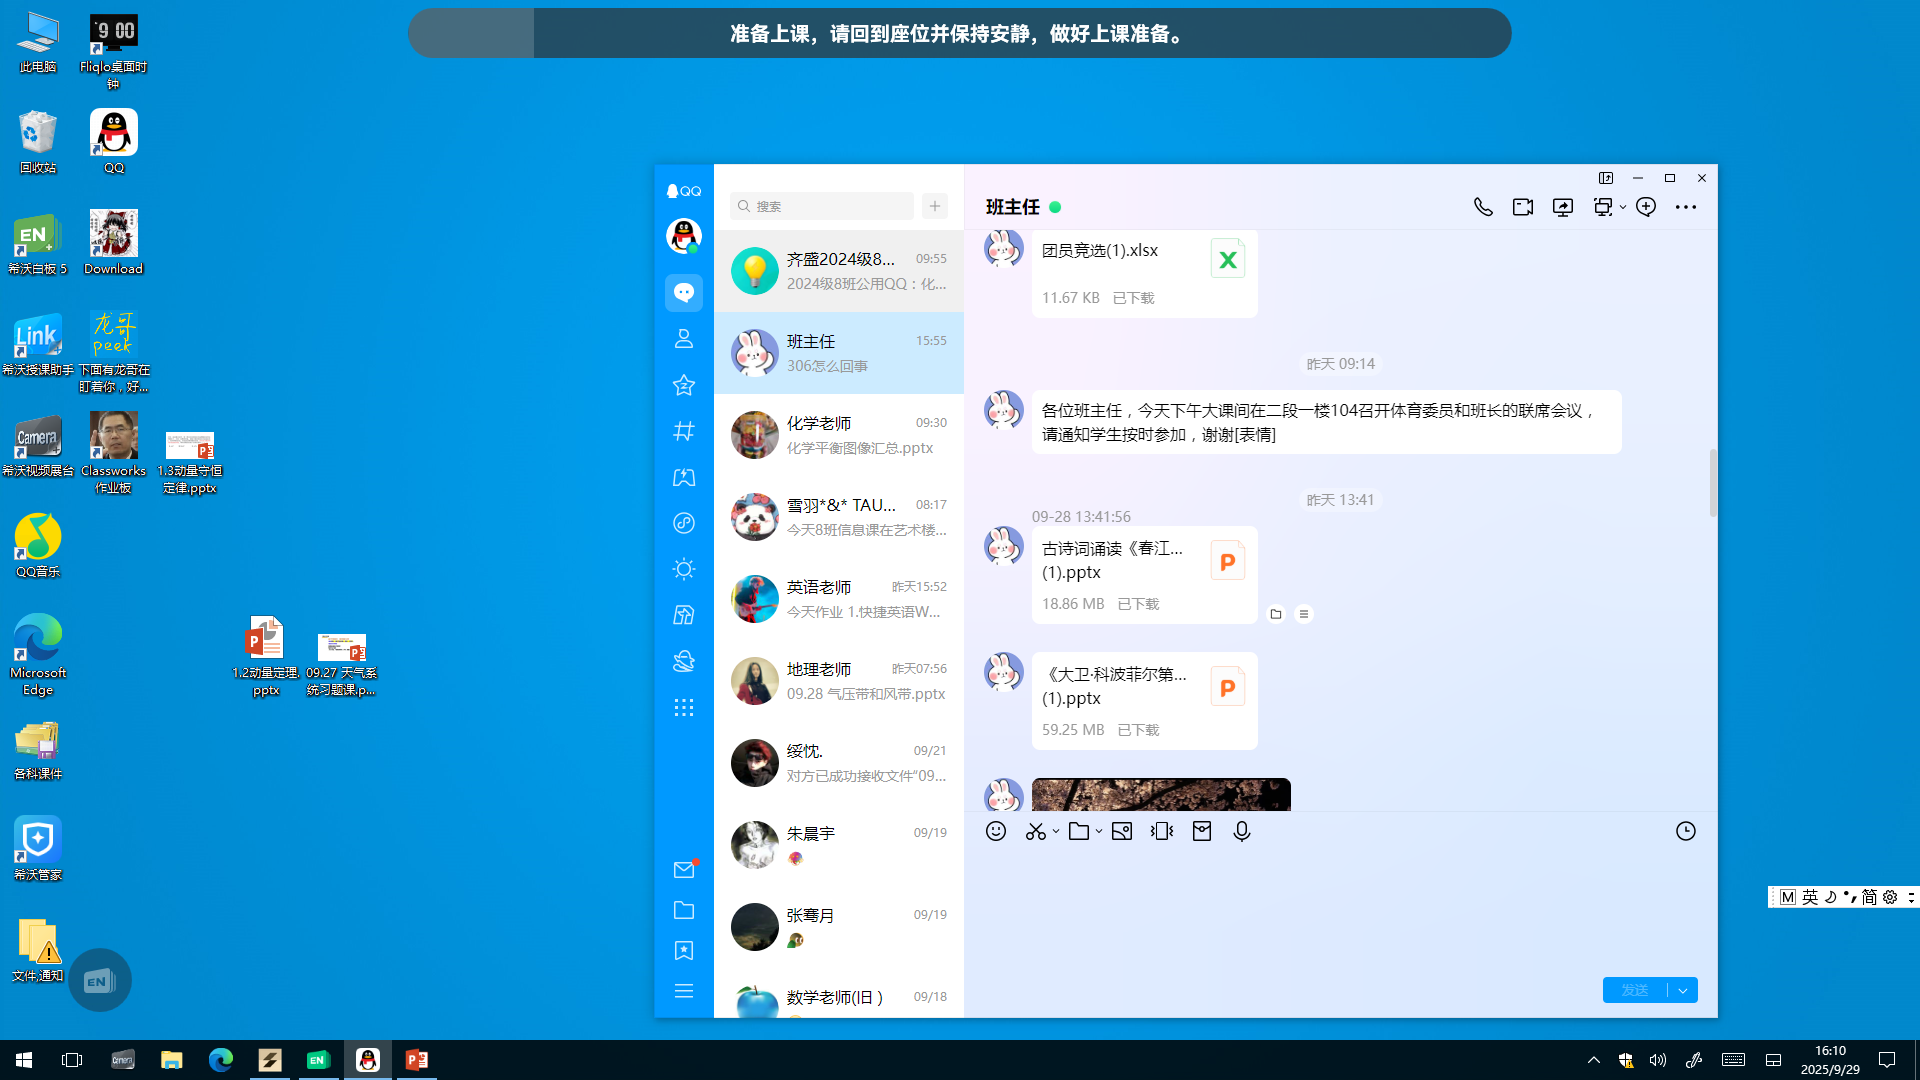 准备上课，请回到座位并保持安静，做好上课准备。
此电脑
Fliqlo桌面时
钟
回收站
QQ
希沃白板 5
Download
希沃授课助手
下面有龙哥在
盯着你，好...
希沃视频展台
Classworks
作业板
1.3动量守恒
定律.pptx
QQ音乐
Microsoft
Edge
1.2动量定理.
pptx
09.27 天气系
统习题课.p...
各科课件
希沃管家
文件,通知
9 00
EN
Link
龙哥
peek
Camera
EN
QQ
搜索
齐盛2024级8...
09:55
2024级8班公用QQ：化...
班主任
15:55
306怎么回事
化学老师
09:30
化学平衡图像汇总.pptx
雪羽*&* TAU...
08:17
今天8班信息课在艺术楼...
英语老师
昨天15:52
今天作业 1.快捷英语W...
地理老师
昨天07:56
09.28 气压带和风带.pptx
绥忱.
09/21
对方已成功接收文件“09...
朱晨宇
09/19
张骞月
09/19
数学老师(旧 )
09/18
班主任
团员竞选(1).xlsx
11.67 KB 已下载
昨天 09:14
各位班主任，今天下午大课间在二段一楼104召开体育委员和班长的联席会议，
请通知学生按时参加，谢谢[表情]
昨天 13:41
09-28 13:41:56
古诗词诵读《春江...
(1).pptx
18.86 MB 已下载
《大卫·科波菲尔第...
(1).pptx
59.25 MB 已下载
发送
M 英 简
16:10
2025/9/29